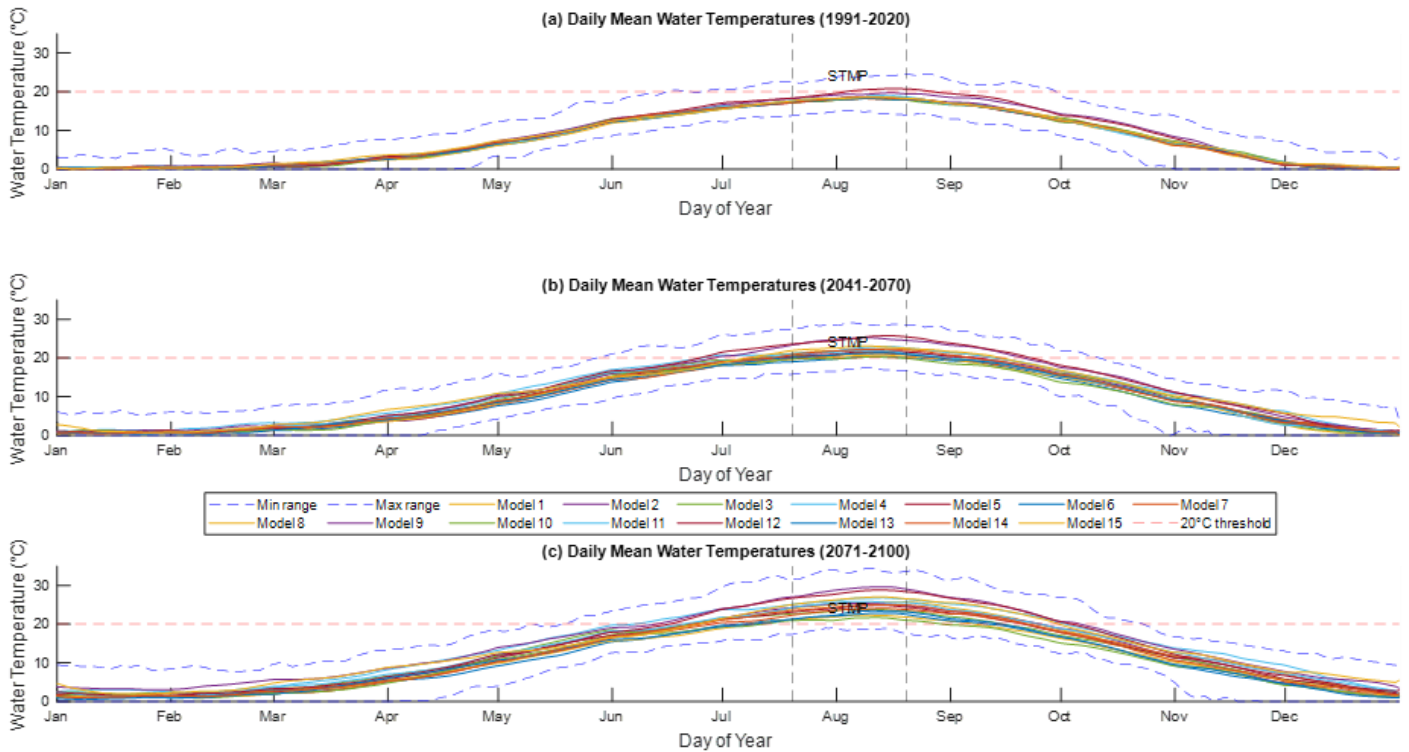 (a) Daily Mean Water Temperatures (1991-2020)
Water Temperature (°C)
30
20
10
0
STMP
Jan Feb Mar Apr May Jun Jul Aug Sep Oct Nov Dec
Day of Year
(b) Daily Mean Water Temperatures (2041-2070)
Water Temperature (°C)
30
20
10
0
STMP
Jan Feb Mar Apr May Jun Jul Aug Sep Oct Nov Dec
Day of Year
Min range Max range Model 1 Model 2 Model 3 Model 4 Model 5 Model 6 Model 7
Model 8 Model 9 Model 10 Model 11 Model 12 Model 13 Model 14 Model 15 20°C threshold
(c) Daily Mean Water Temperatures (2071-2100)
Water Temperature (°C)
30
20
10
0
STMP
Jan Feb Mar Apr May Jun Jul Aug Sep Oct Nov Dec
Day of Year